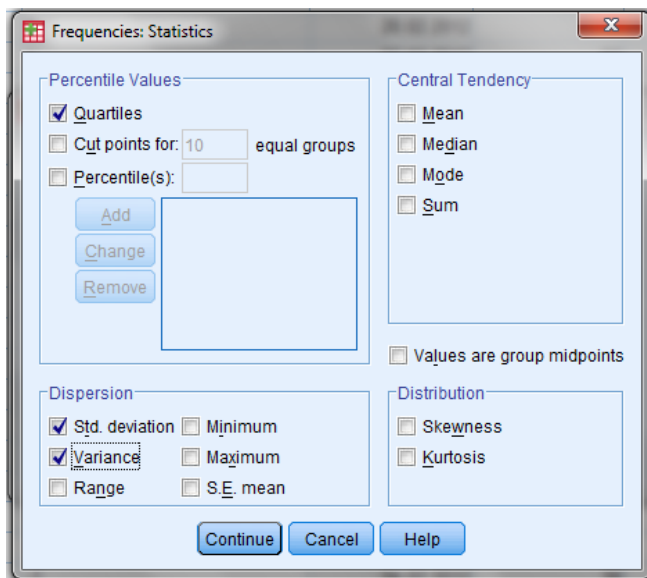 Frequencies: Statistics
Percentile Values
Quartiles
Cut points for: 10 equal groups
Percentile(s):
Add
Change
Remove
Central Tendency
Mean
Median
Mode
Sum
Values are group midpoints
Dispersion
Std. deviation Minimum
Variance Maximum
Range S.E. mean
Distribution
Skewness
Kurtosis
Continue Cancel Help